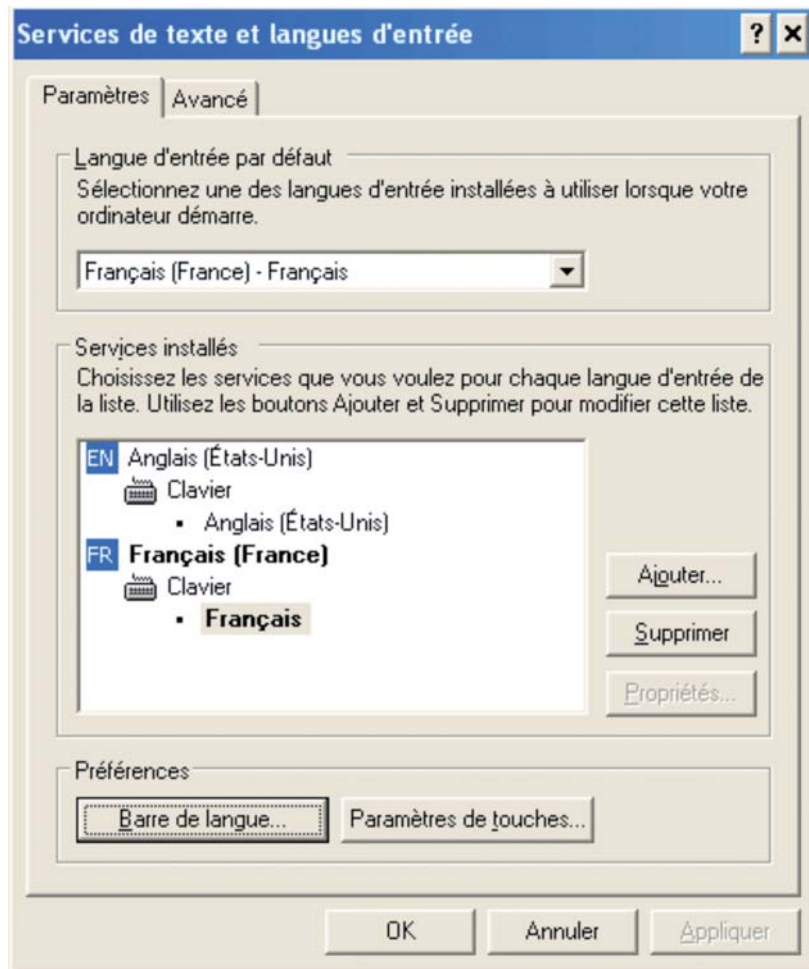 Services de texte et langues d'entrée
Paramètres
Avancé
Langue d'entrée par défaut
Sélectionnez une des langues d'entrée installées à utiliser lorsque votre
ordinateur démarre.
Français (France) - Français
Services installés
Choisissez les services que vous voulez pour chaque langue d'entrée de
la liste. Utilisez les boutons Ajouter et Supprimer pour modifier cette liste.
EN Anglais (États-Unis)
Clavier
Anglais (États-Unis)
FR Français (France)
Clavier
Français
Ajouter...
Supprimer
Propriétés...
Préférences
Barre de langue...
Paramètres de touches...
OK
Annuler
Appliquer